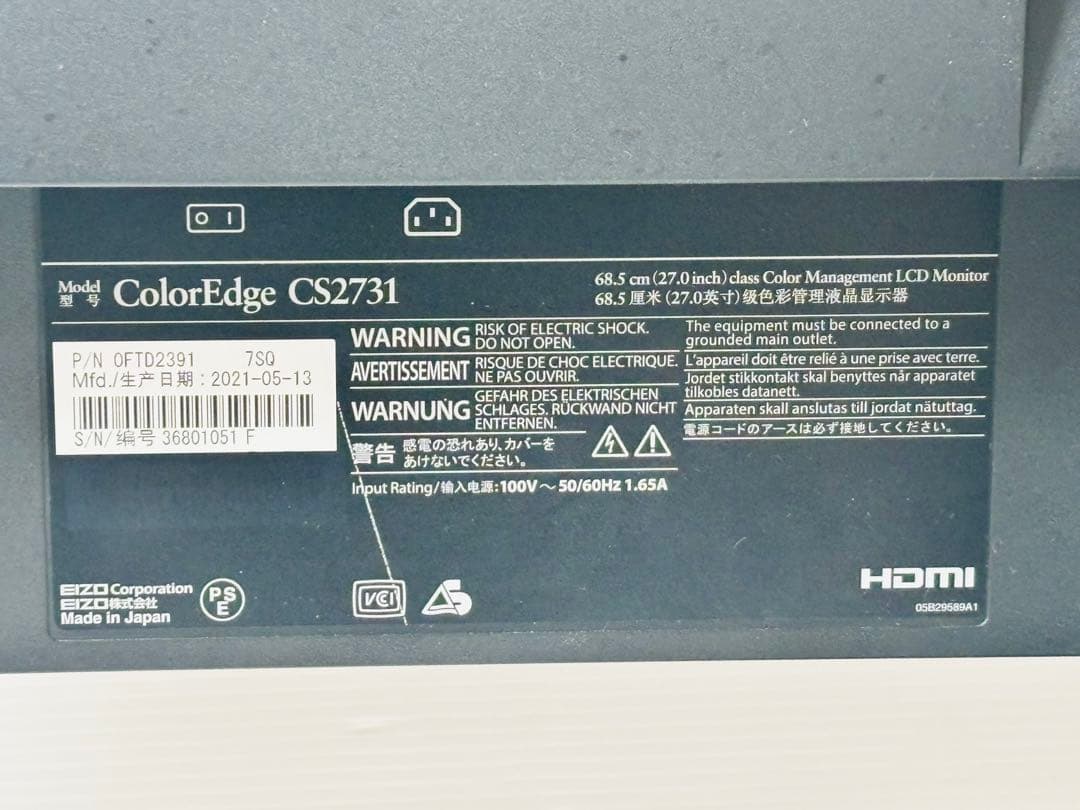 Model ColorEdge CS2731
型 号
68.5 cm (27.0 inch) class Color Management LCD Monitor
68.5 厘米 (27.0英寸) 级色彩管理液晶显示器
P/N 0FTD2391 7SQ
Mfd./生产日期 : 2021-05-13
S/N/编号 36801051 F
WARNING RISK OF ELECTRIC SHOCK.
DO NOT OPEN.
AVERTISSEMENT RISQUE DE CHOC ELECTRIQUE.
NE PAS OUVRIR.
WARNUNG GEFAHR DES ELEKTRISCHEN
SCHLAGES. RÜCKWAND NICHT
ENTFERNEN.
警告 感電の恐れあり、カバーを
あけないでください。
Input Rating/输入电源: 100V～ 50/60Hz 1.65A
The equipment must be connected to a
grounded main outlet.
L'appareil doit être relié à une prise avec terre.
Jordet stikkontakt skal benyttes når apparatet
tilkobles datanett.
Apparaten skall anslutas till jordat nätuttag.
電源コードのアースは必ず接地してください。
EIZO Corporation
EIZO株式会社
Made in Japan
PSE
VCI
HDMI
05B29589A1